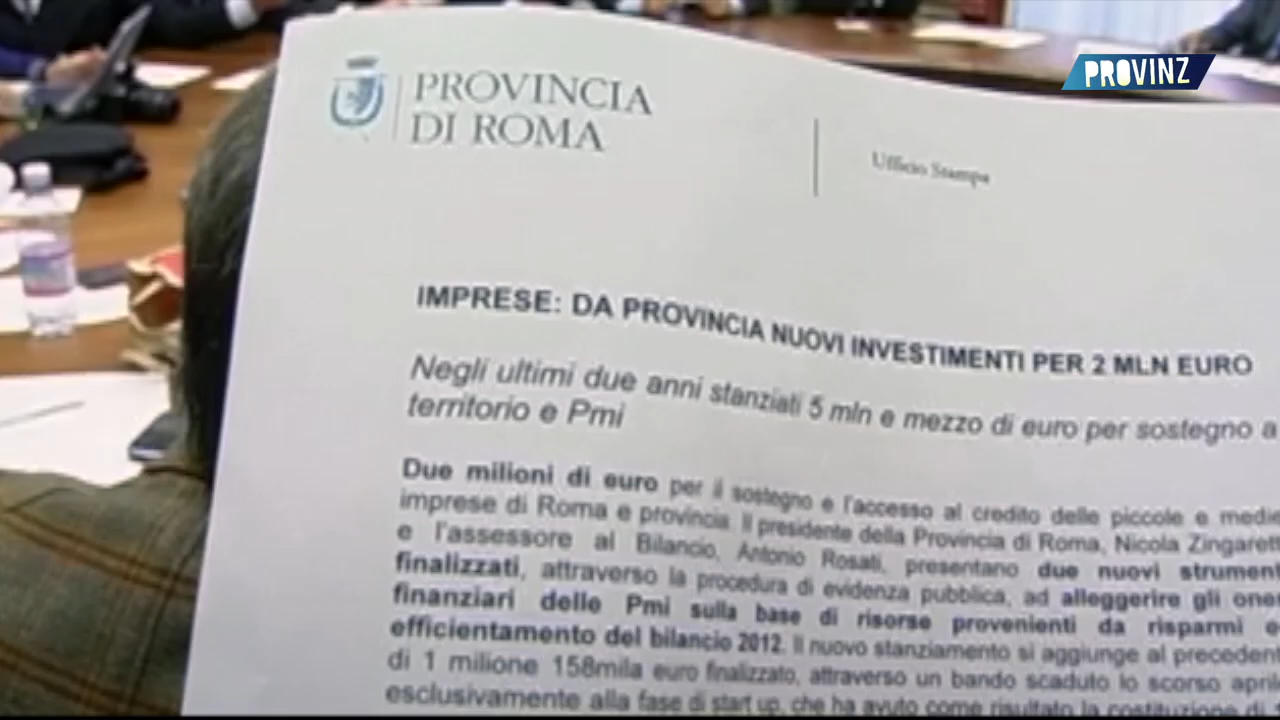 PROVINZ
PROVINCIA
DI ROMA
Ufficio Stampa
IMPRESE: DA PROVINCIA NUOVI INVESTIMENTI PER 2 MLN EURO
Negli ultimi due anni stanziati 5 mln e mezzo di euro per sostegno a
territorio e Pmi
Due milioni di euro per il sostegno e l'accesso al credito delle piccole e medie
imprese di Roma e provincia. Il presidente della Provincia di Roma, Nicola Zingarett
e l'assessore al Bilancio, Antonio Rosati, presentano due nuovi strument
finalizzati, attraverso la procedura di evidenza pubblica, ad alleggerire gli oner
finanziari delle Pmi sulla base di risorse provenienti da risparmi e
efficientamento del bilancio 2012. Il nuovo stanziamento si aggiunge al precedent
di 1 milione 158mila euro finalizzato, attraverso un bando scaduto lo scorso april
esclusivamente alla fase di start up, che ha avuto come risultato la costituzione di